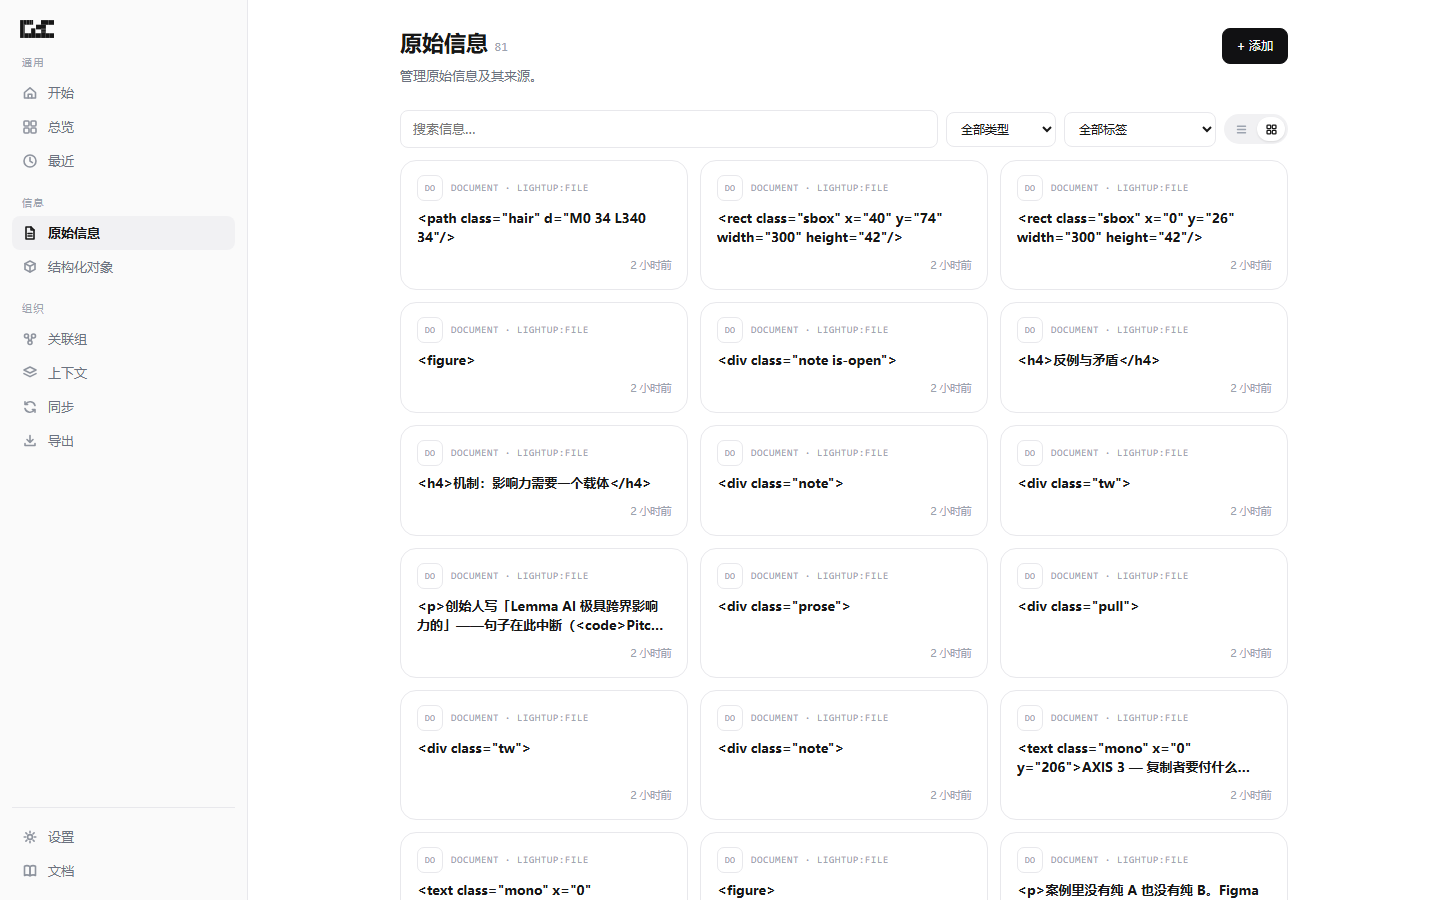 通用
开始
总览
最近
信息
原始信息
结构化对象
组织
关联组
上下文
同步
导出
设置
文档
原始信息 81
+ 添加
管理原始信息及其来源。
搜索信息...
全部类型
全部标签
DO DOCUMENT · LIGHTUP:FILE
<path class="hair" d="M0 34 L340
34"/>
2 小时前
DO DOCUMENT · LIGHTUP:FILE
<rect class="sbox" x="40" y="74"
width="300" height="42"/>
2 小时前
DO DOCUMENT · LIGHTUP:FILE
<rect class="sbox" x="0" y="26"
width="300" height="42"/>
2 小时前
DO DOCUMENT · LIGHTUP:FILE
<figure>
2 小时前
DO DOCUMENT · LIGHTUP:FILE
<div class="note is-open">
2 小时前
DO DOCUMENT · LIGHTUP:FILE
<h4>反例与矛盾</h4>
2 小时前
DO DOCUMENT · LIGHTUP:FILE
<h4>机制：影响力需要一个载体</h4>
2 小时前
DO DOCUMENT · LIGHTUP:FILE
<div class="note">
2 小时前
DO DOCUMENT · LIGHTUP:FILE
<div class="tw">
2 小时前
DO DOCUMENT · LIGHTUP:FILE
<p>创始人写「Lemma AI 极具跨界影响
力的」——句子在此中断（<code>Pitc...
2 小时前
DO DOCUMENT · LIGHTUP:FILE
<div class="prose">
2 小时前
DO DOCUMENT · LIGHTUP:FILE
<div class="pull">
2 小时前
DO DOCUMENT · LIGHTUP:FILE
<div class="tw">
2 小时前
DO DOCUMENT · LIGHTUP:FILE
<div class="note">
2 小时前
DO DOCUMENT · LIGHTUP:FILE
<text class="mono" x="0"
y="206">AXIS 3 — 复制者要付什么...
2 小时前
DO DOCUMENT · LIGHTUP:FILE
<text class="mono" x="0"
DO DOCUMENT · LIGHTUP:FILE
<figure>
DO DOCUMENT · LIGHTUP:FILE
<p>案例里没有纯 A 也没有纯 B。Figma